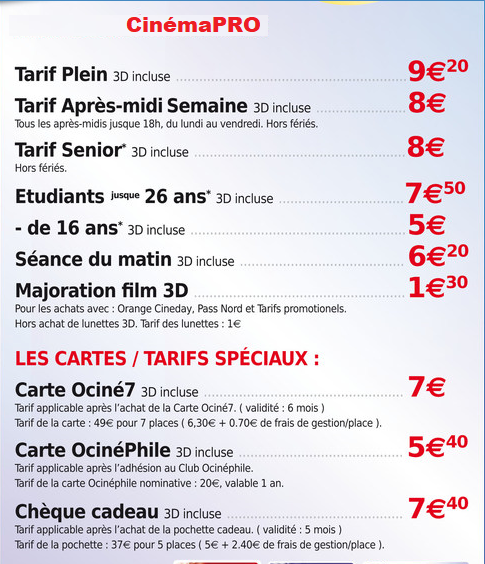 CinémaPRO
Tarif Plein 3D incluse 9€20
Tarif Après-midi Semaine 3D incluse 8€
Tous les après-midis jusque 18h, du lundi au vendredi. Hors fériés.
Tarif Senior* 3D incluse 8€
Hors fériés.
Etudiants jusque 26 ans* 3D incluse 7€50
- de 16 ans* 3D incluse 5€
Séance du matin 3D incluse 6€20
Majoration film 3D 1€30
Pour les achats avec : Orange Cineday, Pass Nord et Tarifs promotionels.
Hors achat de lunettes 3D. Tarif des lunettes : 1€
LES CARTES / TARIFS SPÉCIAUX :
Carte Ociné7 3D incluse 7€
Tarif applicable après l'achat de la Carte Ociné7. ( validité : 6 mois )
Tarif de la carte : 49€ pour 7 places ( 6,30€ + 0.70€ de frais de gestion/place ).
Carte OcinéPhile 3D incluse 5€40
Tarif applicable après l'adhésion au Club Ocinéphile.
Tarif de la carte Ocinéphile nominative : 20€, valable 1 an.
Chèque cadeau 3D incluse 7€40
Tarif applicable après l'achat de la pochette cadeau. ( validité : 5 mois )
Tarif de la pochette : 37€ pour 5 places ( 5€ + 2.40€ de frais de gestion/place ).